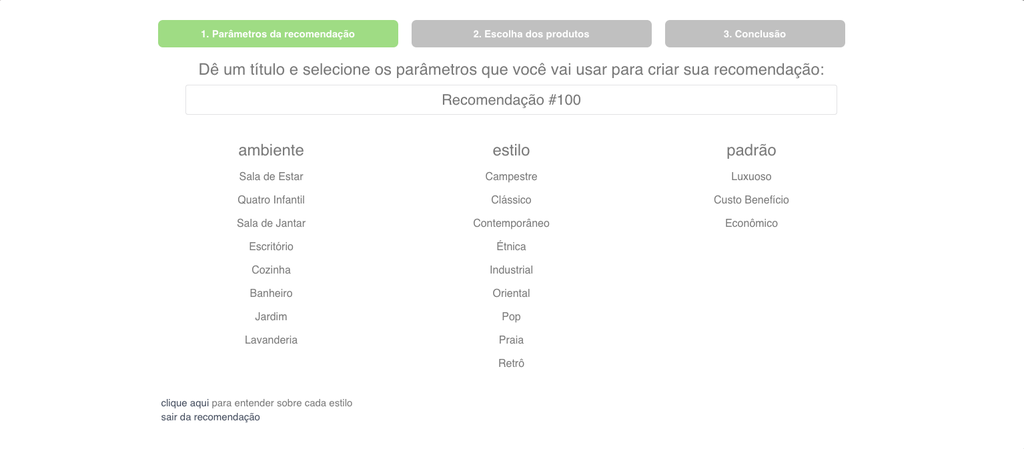 1. Parâmetros da recomendação
2. Escolha dos produtos
3. Conclusão
Dê um título e selecione os parâmetros que você vai usar para criar sua recomendação:
Recomendação #100
ambiente
Sala de Estar
Quatro Infantil
Sala de Jantar
Escritório
Cozinha
Banheiro
Jardim
Lavanderia
estilo
Campestre
Clássico
Contemporâneo
Étnica
Industrial
Oriental
Pop
Praia
Retrô
padrão
Luxuoso
Custo Benefício
Econômico
clique aqui para entender sobre cada estilo
sair da recomendação